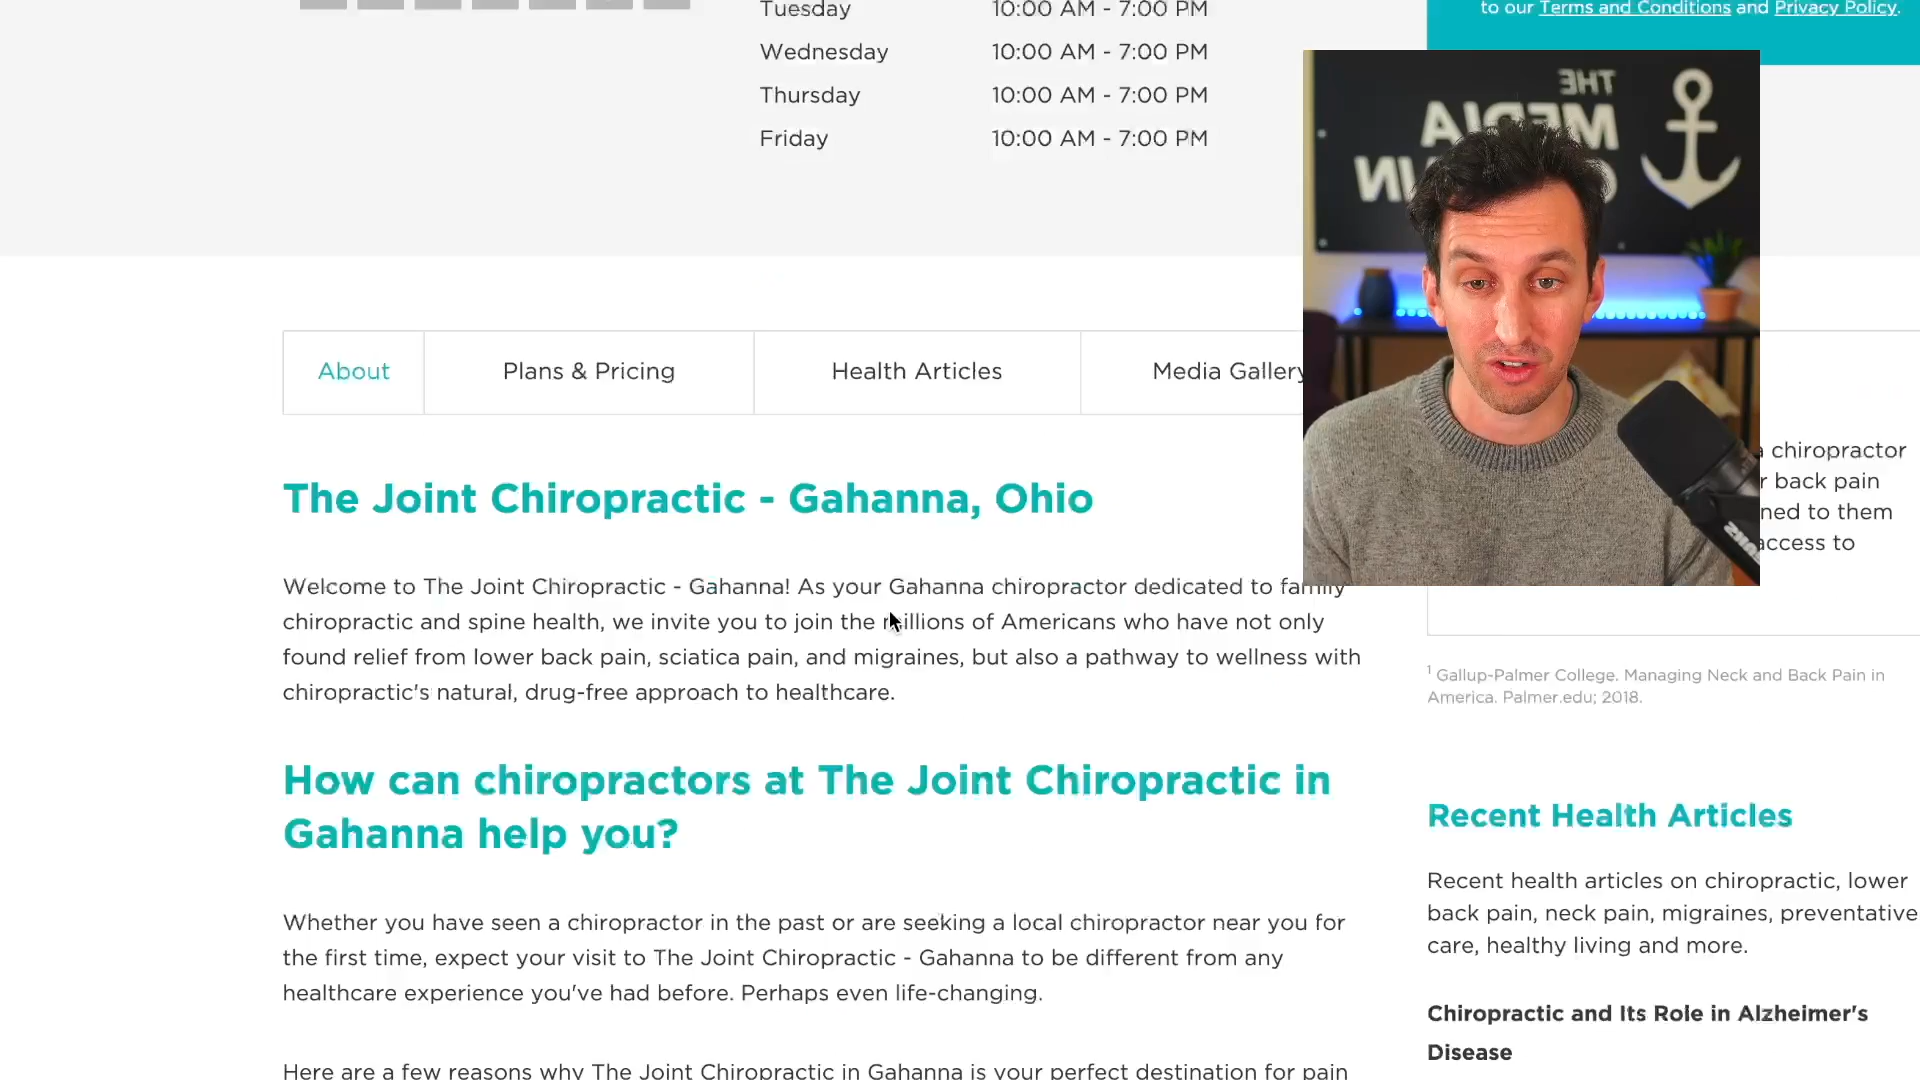 Tuesday 10:00 AM - 7:00 PM
to our Terms and Conditions and Privacy Policy.
Wednesday 10:00 AM - 7:00 PM
Thursday 10:00 AM - 7:00 PM
Friday 10:00 AM - 7:00 PM
THE
MEDIA
About
Plans & Pricing
Health Articles
Media Gallery
The Joint Chiropractic - Gahanna, Ohio
Welcome to The Joint Chiropractic - Gahanna! As your Gahanna chiropractor dedicated to family
chiropractic and spine health, we invite you to join the millions of Americans who have not only
found relief from lower back pain, sciatica pain, and migraines, but also a pathway to wellness with
chiropractic's natural, drug-free approach to healthcare.
How can chiropractors at The Joint Chiropractic in
Gahanna help you?
Whether you have seen a chiropractor in the past or are seeking a local chiropractor near you for
the first time, expect your visit to The Joint Chiropractic - Gahanna to be different from any
healthcare experience you've had before. Perhaps even life-changing.
Here are a few reasons why The Joint Chiropractic in Gahanna is your perfect destination for pain
a chiropractor
back pain
to them
access to
1 Gallup-Palmer College. Managing Neck and Back Pain in
America. Palmer.edu; 2018.
Recent Health Articles
Recent health articles on chiropractic, lower
back pain, neck pain, migraines, preventative
care, healthy living and more.
Chiropractic and Its Role in Alzheimer's
Disease